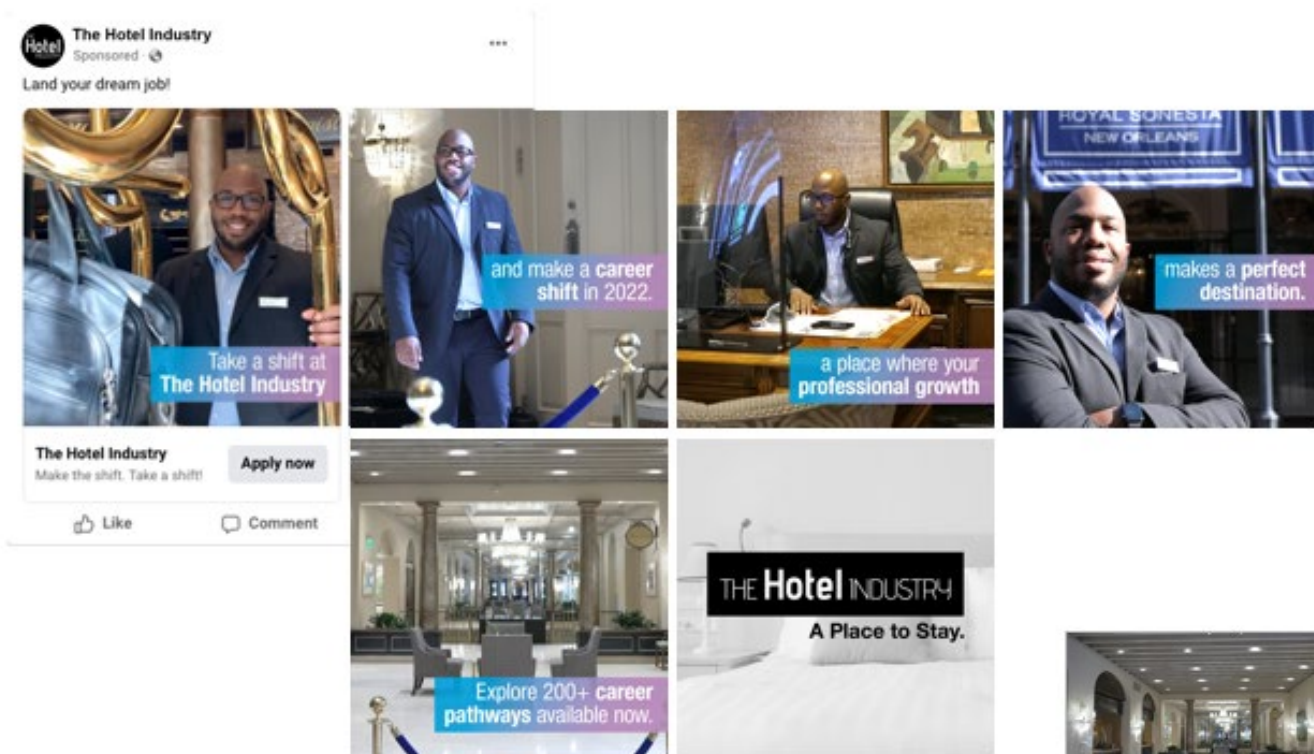 The Hotel Industry
Sponsored
Land your dream job!
Take a shift at
The Hotel Industry
The Hotel Industry
Make the shift. Take a shift!
Apply now
Like
Comment
and make a career
shift in 2022.
a place where your
professional growth
ROYAL SONESTA
NEW ORLEANS
makes a perfect
destination.
Explore 200+ career
pathways available now.
THE Hotel INDUSTRY
A Place to Stay.